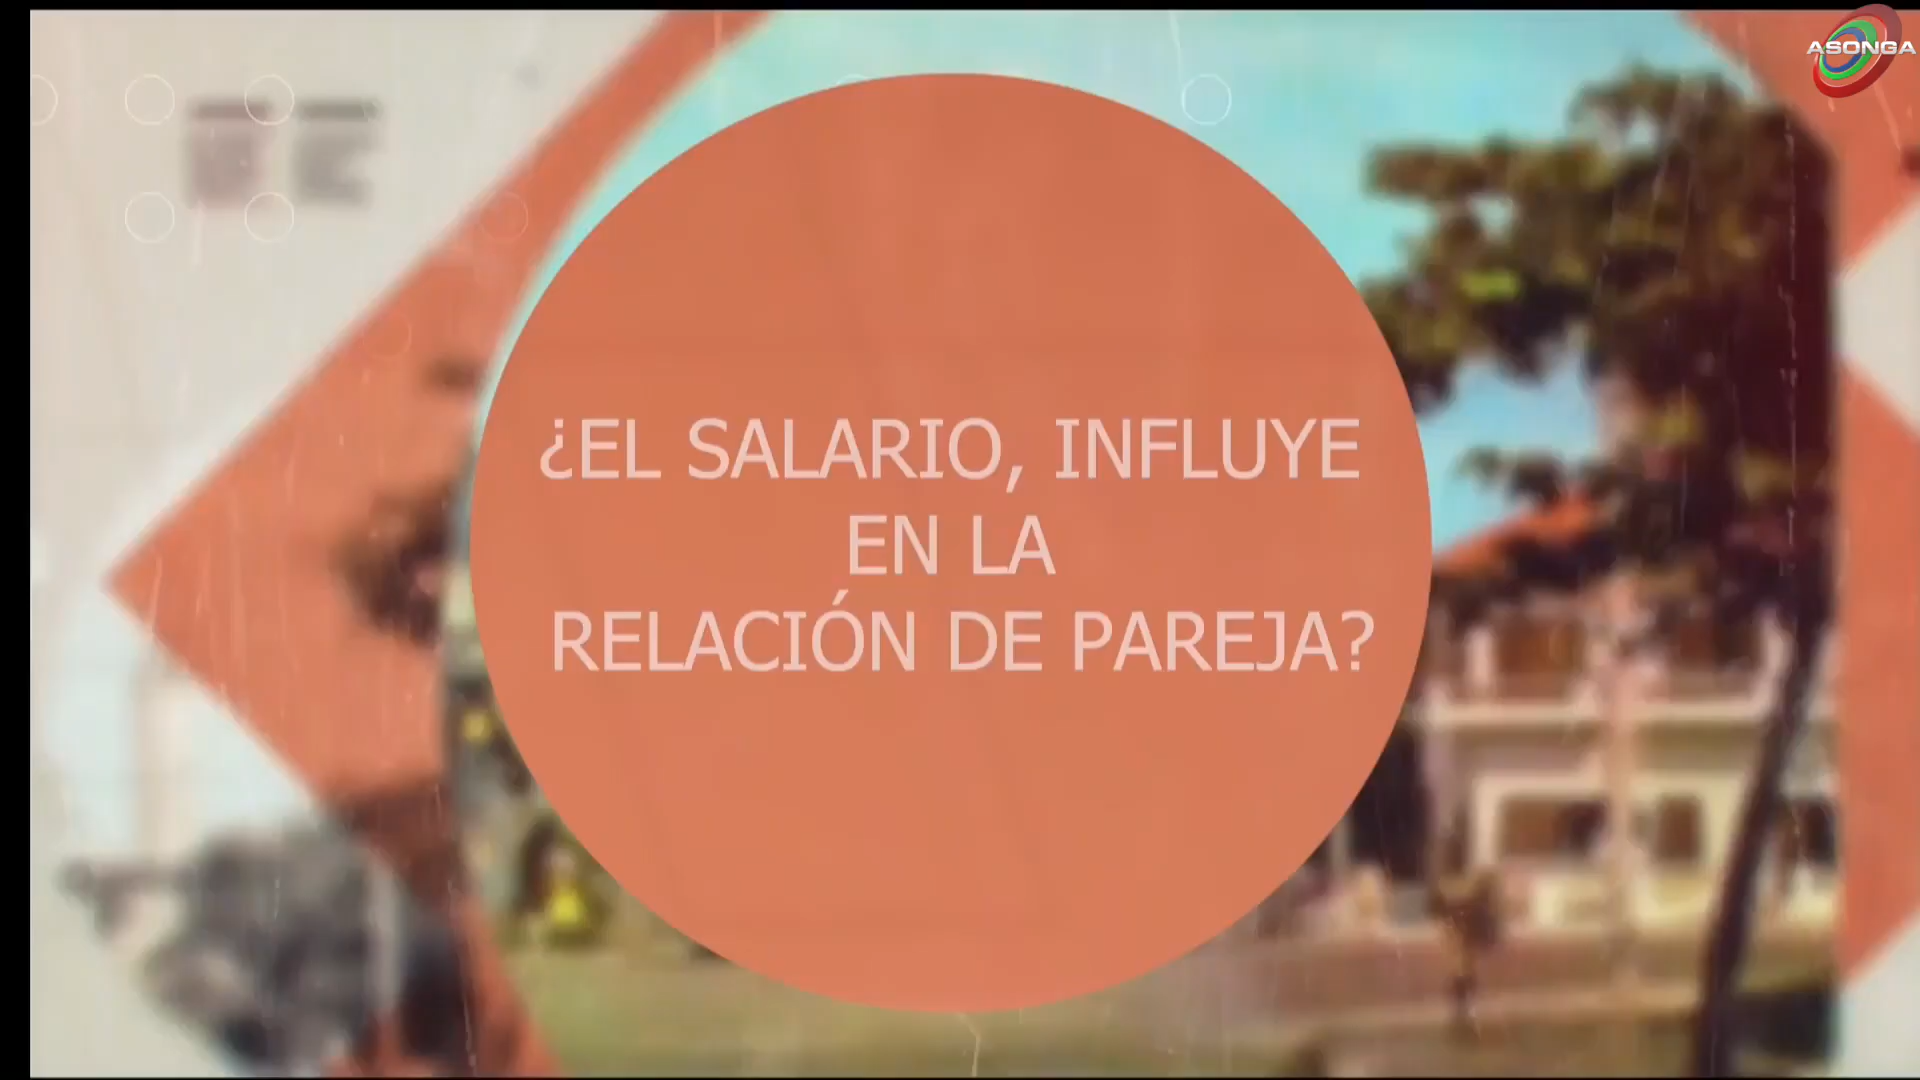 ASONGA
¿EL SALARIO, INFLUYE
EN LA
RELACIÓN DE PAREJA?